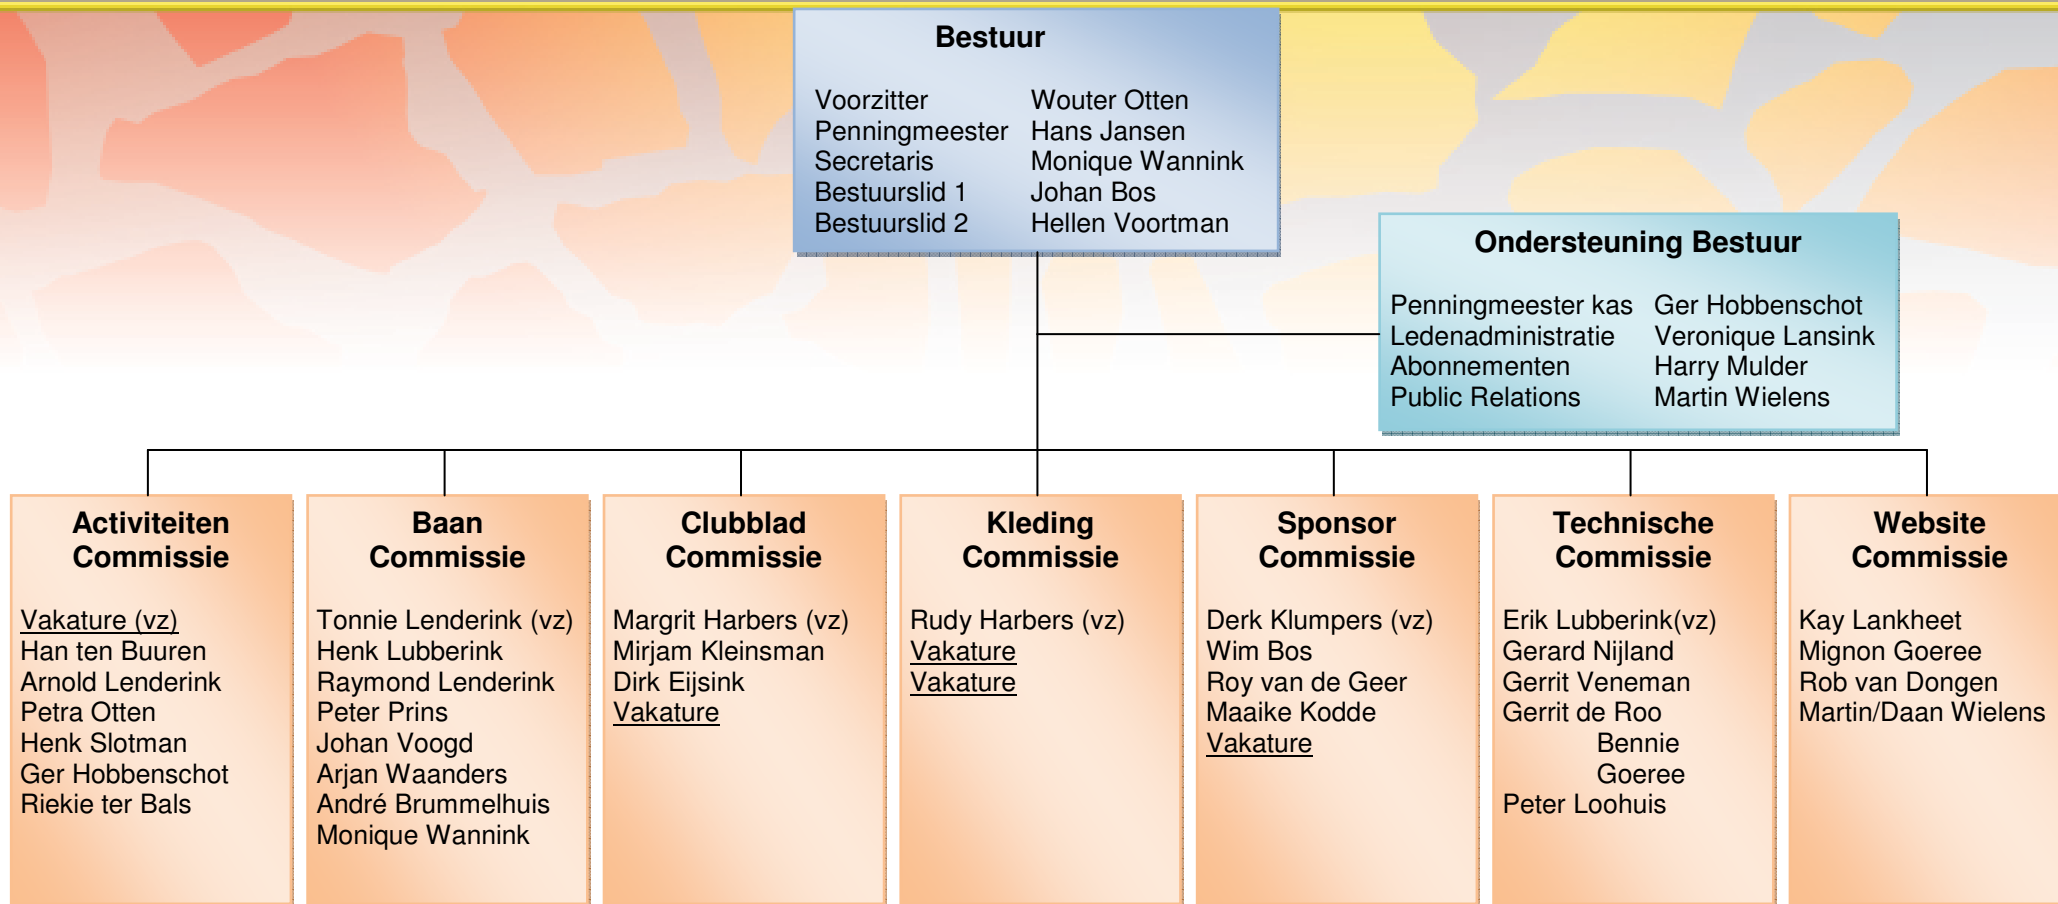 Bestuur
Voorzitter Wouter Otten
Penningmeester Hans Jansen
Secretaris Monique Wannink
Bestuurslid 1 Johan Bos
Bestuurslid 2 Hellen Voortman
Ondersteuning Bestuur
Penningmeester kas Ger Hobbenschot
Ledenadministratie Veronique Lansink
Abonnementen Harry Mulder
Public Relations Martin Wielens
Activiteiten
Commissie
Vakature (vz)
Han ten Buuren
Arnold Lenderink
Petra Otten
Henk Slotman
Ger Hobbenschot
Riekie ter Bals
Baan
Commissie
Tonnie Lenderink (vz)
Henk Lubberink
Raymond Lenderink
Peter Prins
Johan Voogd
Arjan Waanders
André Brummelhuis
Monique Wannink
Clubblad
Commissie
Margrit Harbers (vz)
Mirjam Kleinsman
Dirk Eijsink
Vakature
Kleding
Commissie
Rudy Harbers (vz)
Vakature
Vakature
Sponsor
Commissie
Derk Klumpers (vz)
Wim Bos
Roy van de Geer
Maaike Kodde
Vakature
Technische
Commissie
Erik Lubberink(vz)
Gerard Nijland
Gerrit Veneman
Gerrit de Roo
Bennie
Goeree
Peter Loohuis
Website
Commissie
Kay Lankheet
Mignon Goeree
Rob van Dongen
Martin/Daan Wielens